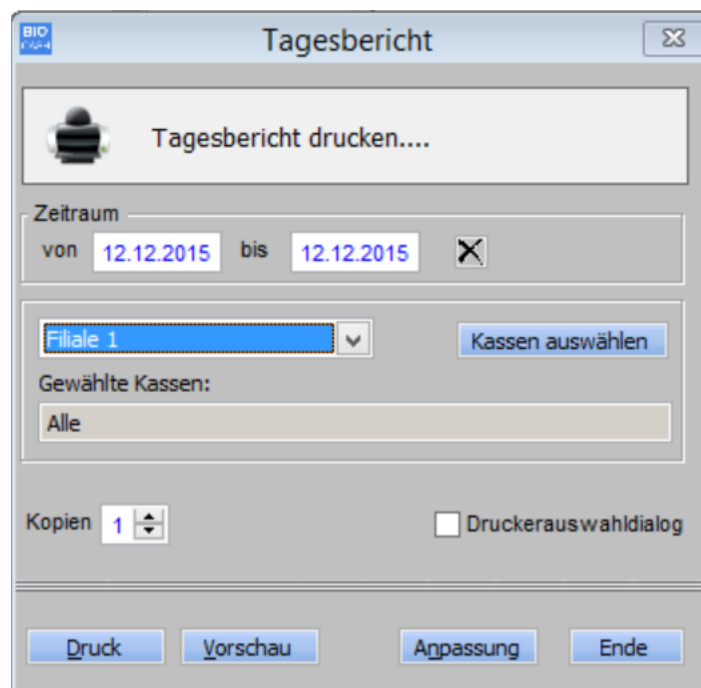 BIO
CASH
Tagesbericht
Tagesbericht drucken....
Zeitraum
von 12.12.2015 bis 12.12.2015
Filiale 1 Kassen auswählen
Gewählte Kassen:
Alle
Kopien 1 Druckerauswahldialog
Druck Vorschau Anpassung Ende